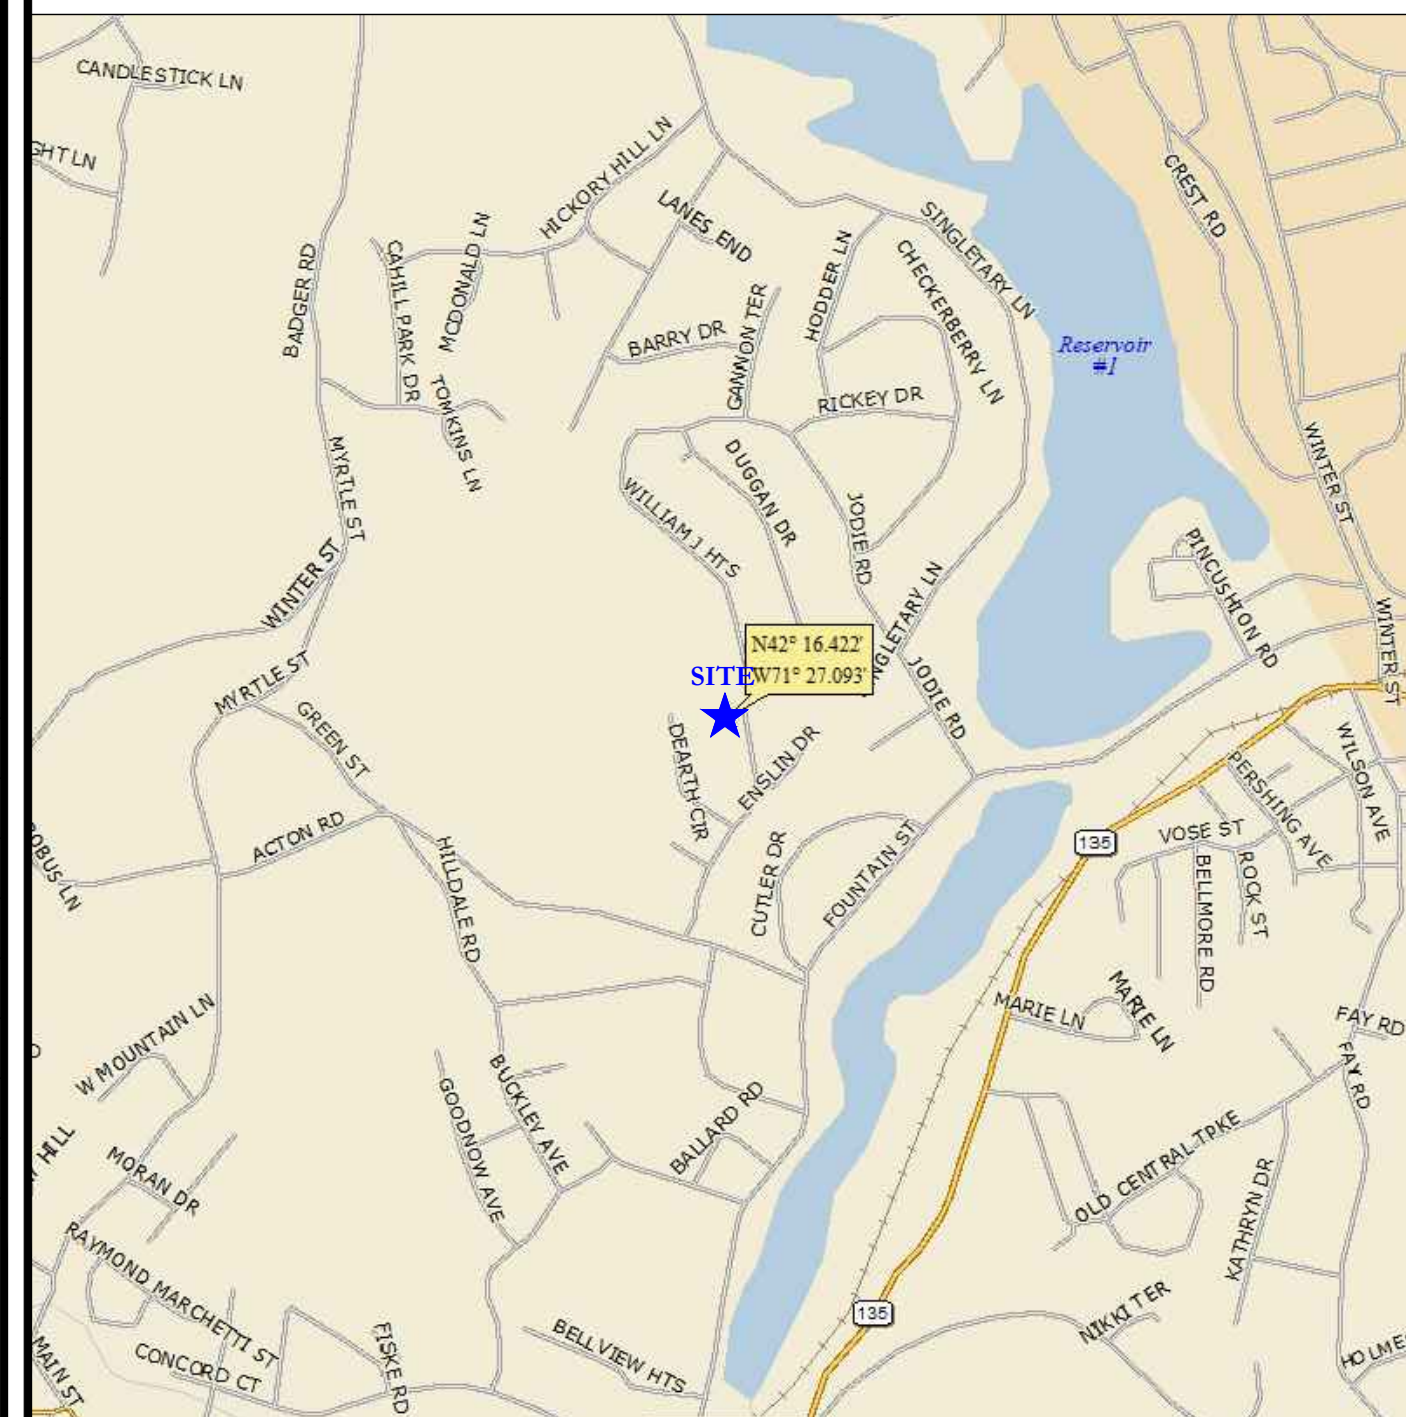 CANDLESTICK LN
GHT LN
CREST RD
HICKORY HILL LN
LANES END
SINGLETARY LN
MCDONALD LN
CAHILL PARK DR
BADGER RD
HODDER LN
CHECKERBERRY LN
GANNON TER
BARRY DR
Reservoir
#1
TOMKINS LN
RICKEY DR
MYRTLE ST
DUGGAN DR
WILLIAM J HTS
JODIE RD
WINTER ST
WINTER ST
PINCUSHION RD
NGLETARY LN
WINTER ST
N42° 16.422'
W71° 27.093'
SITE
MYRTLE ST
JODIE RD
GREEN ST
DEARTH CIR
ENSLIN DR
WILSON AVE
PERSHING AVE
ACTON RD
OBUS LN
HILLDALE RD
CUTLER DR
FOUNTAIN ST
135
VOSE ST
BELLMORE RD
ROCK ST
W MOUNTAIN LN
MARIE LN
MARIE LN
FAY RD
FAY RD
BUCKLEY AVE
GOODNOW AVE
BALLARD RD
HILL
MORAN DR
OLD CENTRAL TPKE
KATHRYN DR
RAYMOND MARCHETTI ST
135
NIKKI TER
MAIN ST
CONCORD CT
FISKE RD
BELLVIEW HTS
HOLME